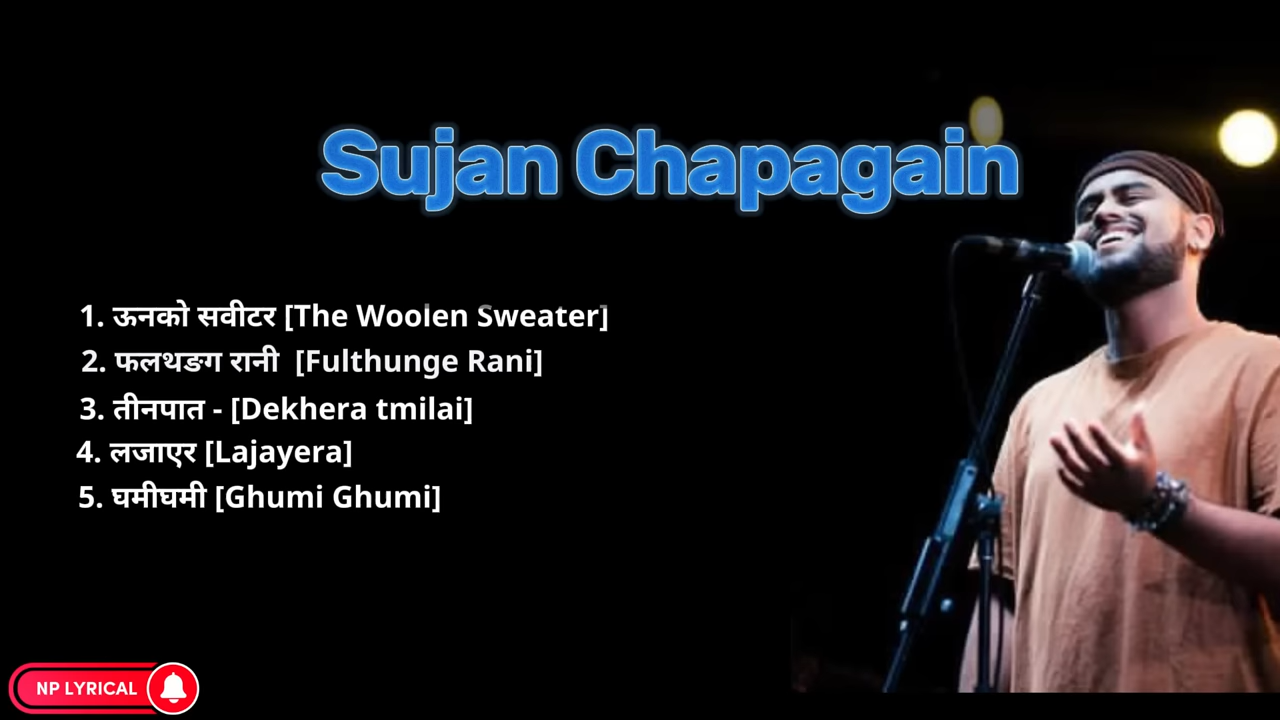 Sujan Chapagain
1. ऊनको सवीटर [The Woolen Sweater]
2. फलथङग रानी [Fulthunge Rani]
3. तीनपात - [Dekhera tmilai]
4. लजाएर [Lajayera]
5. घमीघमी [Ghumi Ghumi]
NP LYRICAL